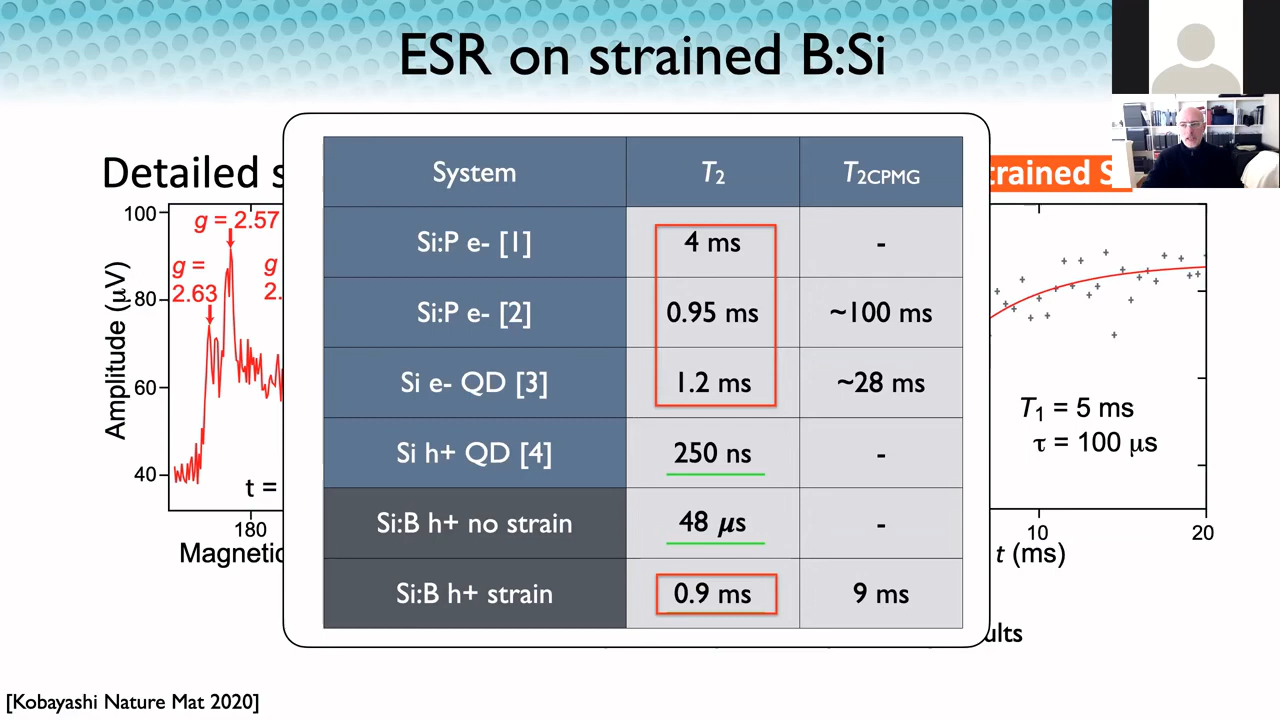 ESR on strained B:Si
Detailed s
trained S
System T2 T2CPMG
Si:P e- [1] 4 ms -
Si:P e- [2] 0.95 ms ~100 ms
Si e- QD [3] 1.2 ms ~28 ms
Si h+ QD [4] 250 ns -
Si:B h+ no strain 48 μs -
Si:B h+ strain 0.9 ms 9 ms
Amplitude (μV)
100
80
60
40
g = 2.57
g =
2.63
g
2.
t =
180
Magnetic
T1 = 5 ms
τ = 100 μs
10 20
t (ms)
ults
[Kobayashi Nature Mat 2020]